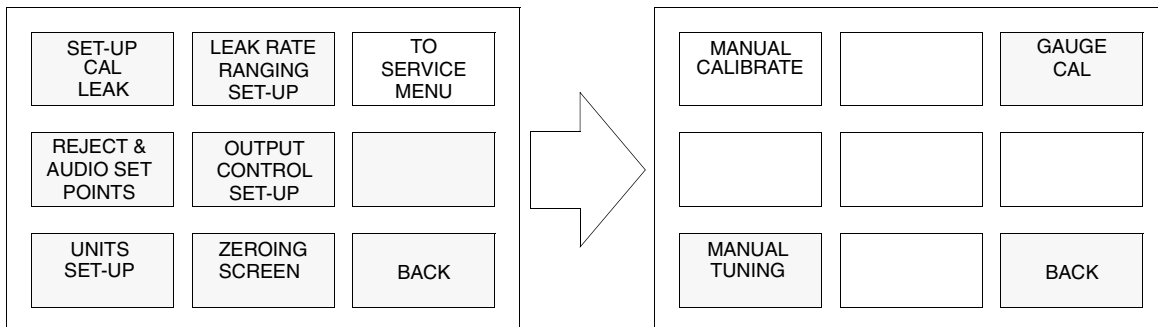 SET-UP
CAL
LEAK
LEAK RATE
RANGING
SET-UP
TO
SERVICE
MENU
REJECT &
AUDIO SET
POINTS
OUTPUT
CONTROL
SET-UP
UNITS
SET-UP
ZEROING
SCREEN
BACK
MANUAL
CALIBRATE
GAUGE
CAL
MANUAL
TUNING
BACK